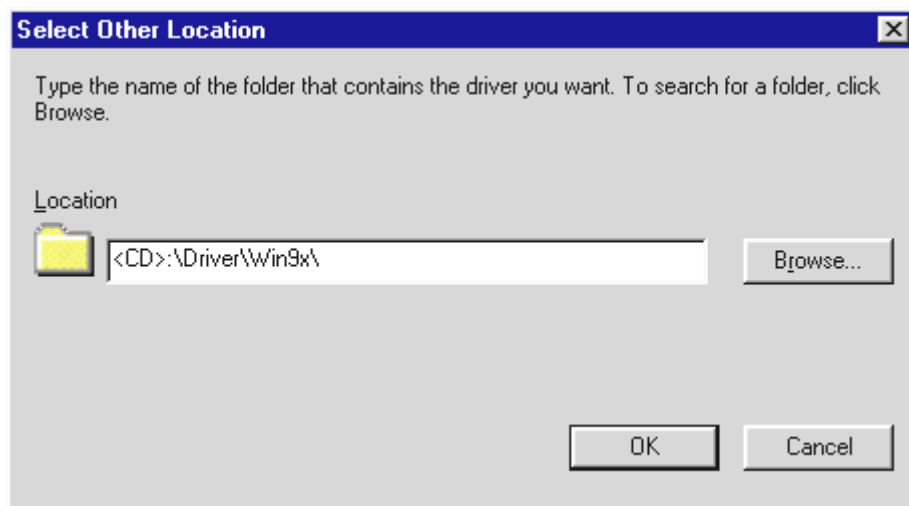 Select Other Location
Type the name of the folder that contains the driver you want. To search for a folder, click
Browse.
Location
<CD>:\Driver\Win9x\
Browse...
OK
Cancel